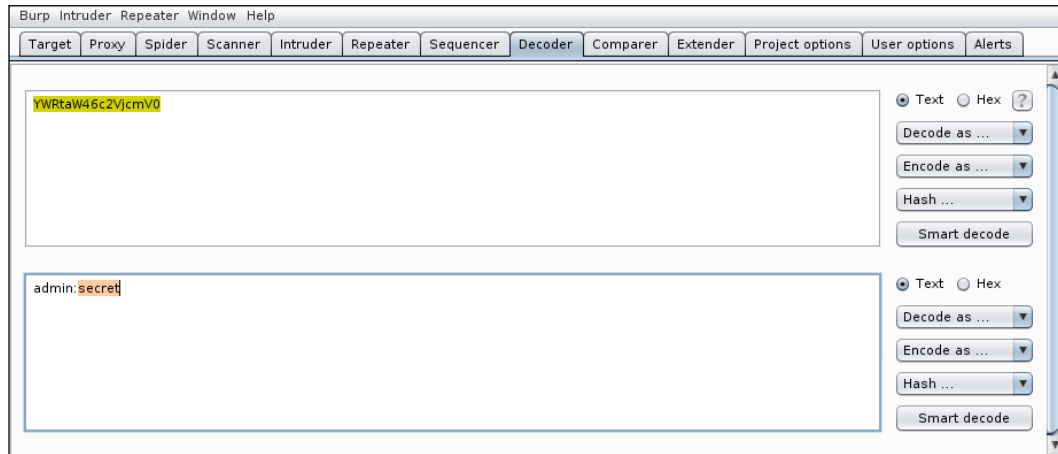 Burp Intruder Repeater Window Help
Target Proxy Spider Scanner Intruder Repeater Sequencer Decoder Comparer Extender Project options User options Alerts
YWRtaW46c2VjcmV0
Text Hex ?
Decode as ...
Encode as ...
Hash ...
Smart decode
admin:secret
Text Hex
Decode as ...
Encode as ...
Hash ...
Smart decode